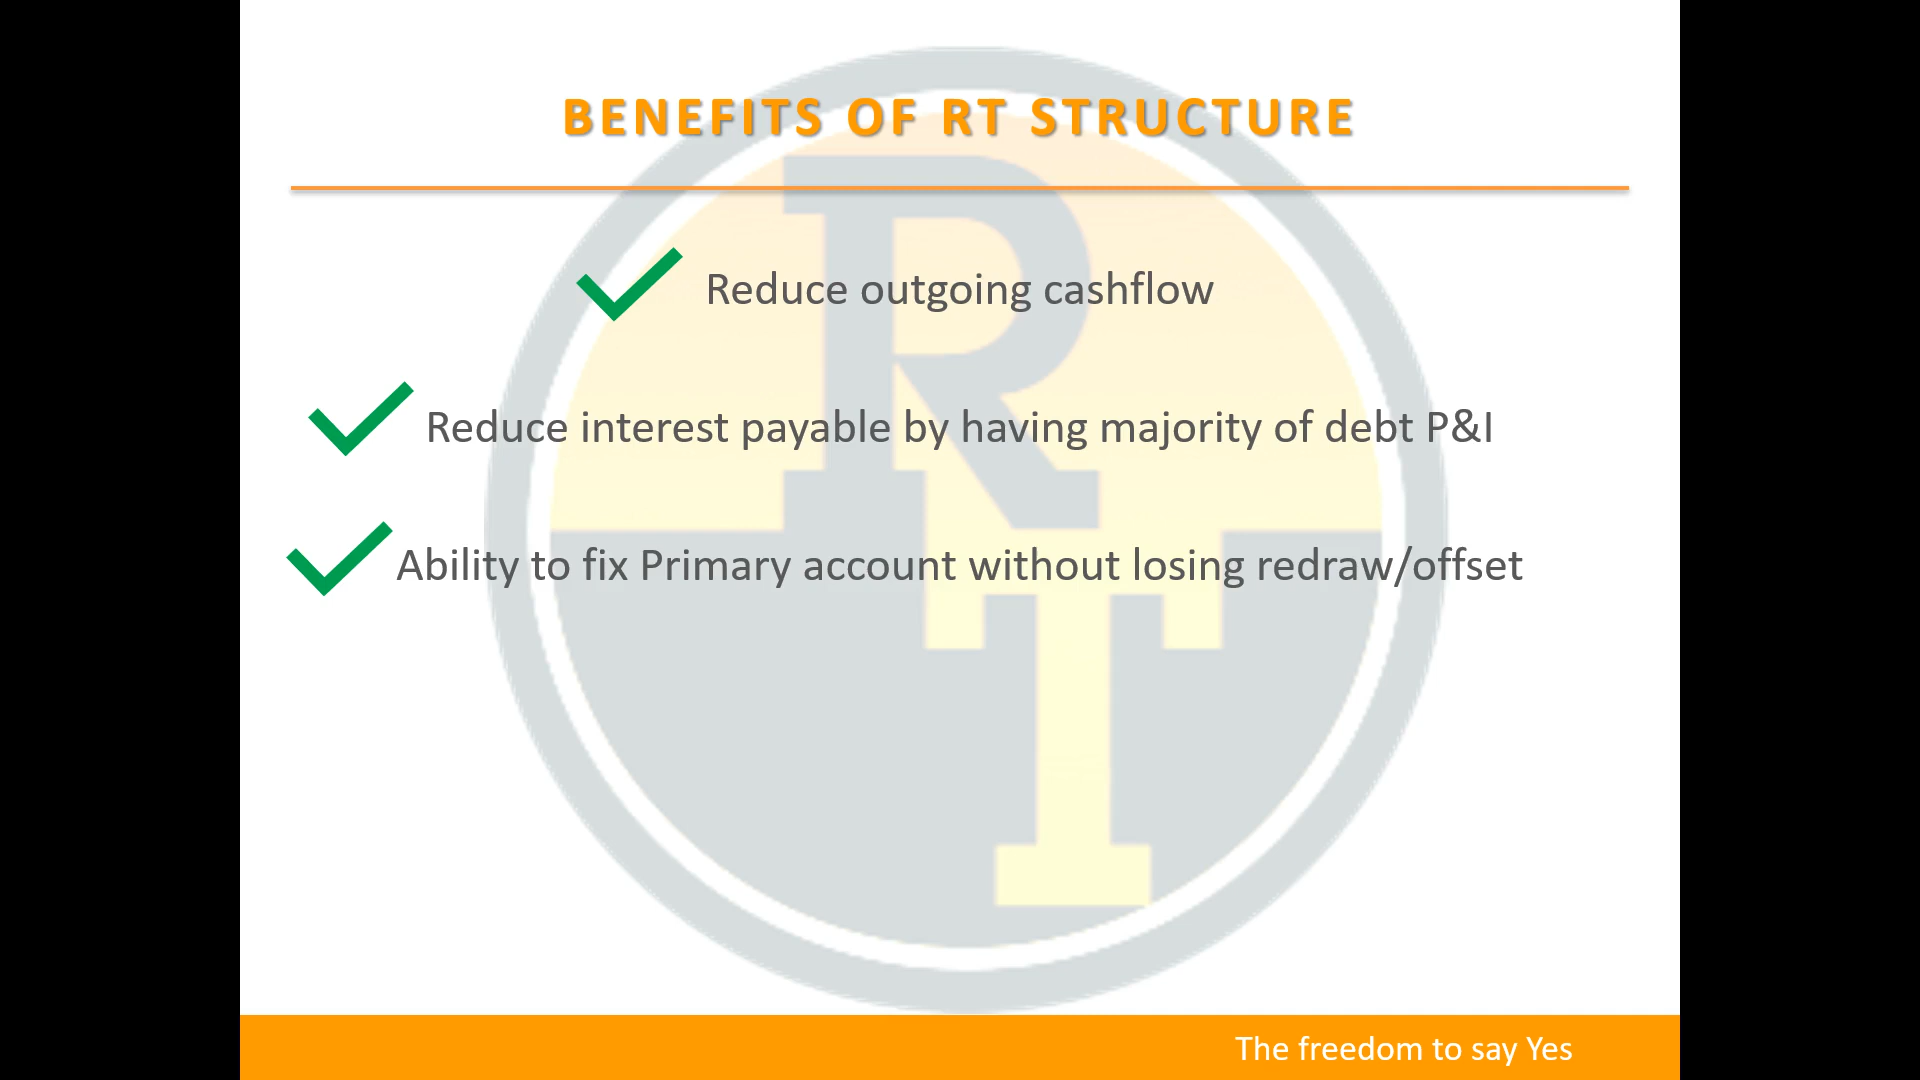 BENEFITS OF RT STRUCTURE
Reduce outgoing cashflow
Reduce interest payable by having majority of debt P&I
Ability to fix Primary account without losing redraw/offset
RT
The freedom to say Yes